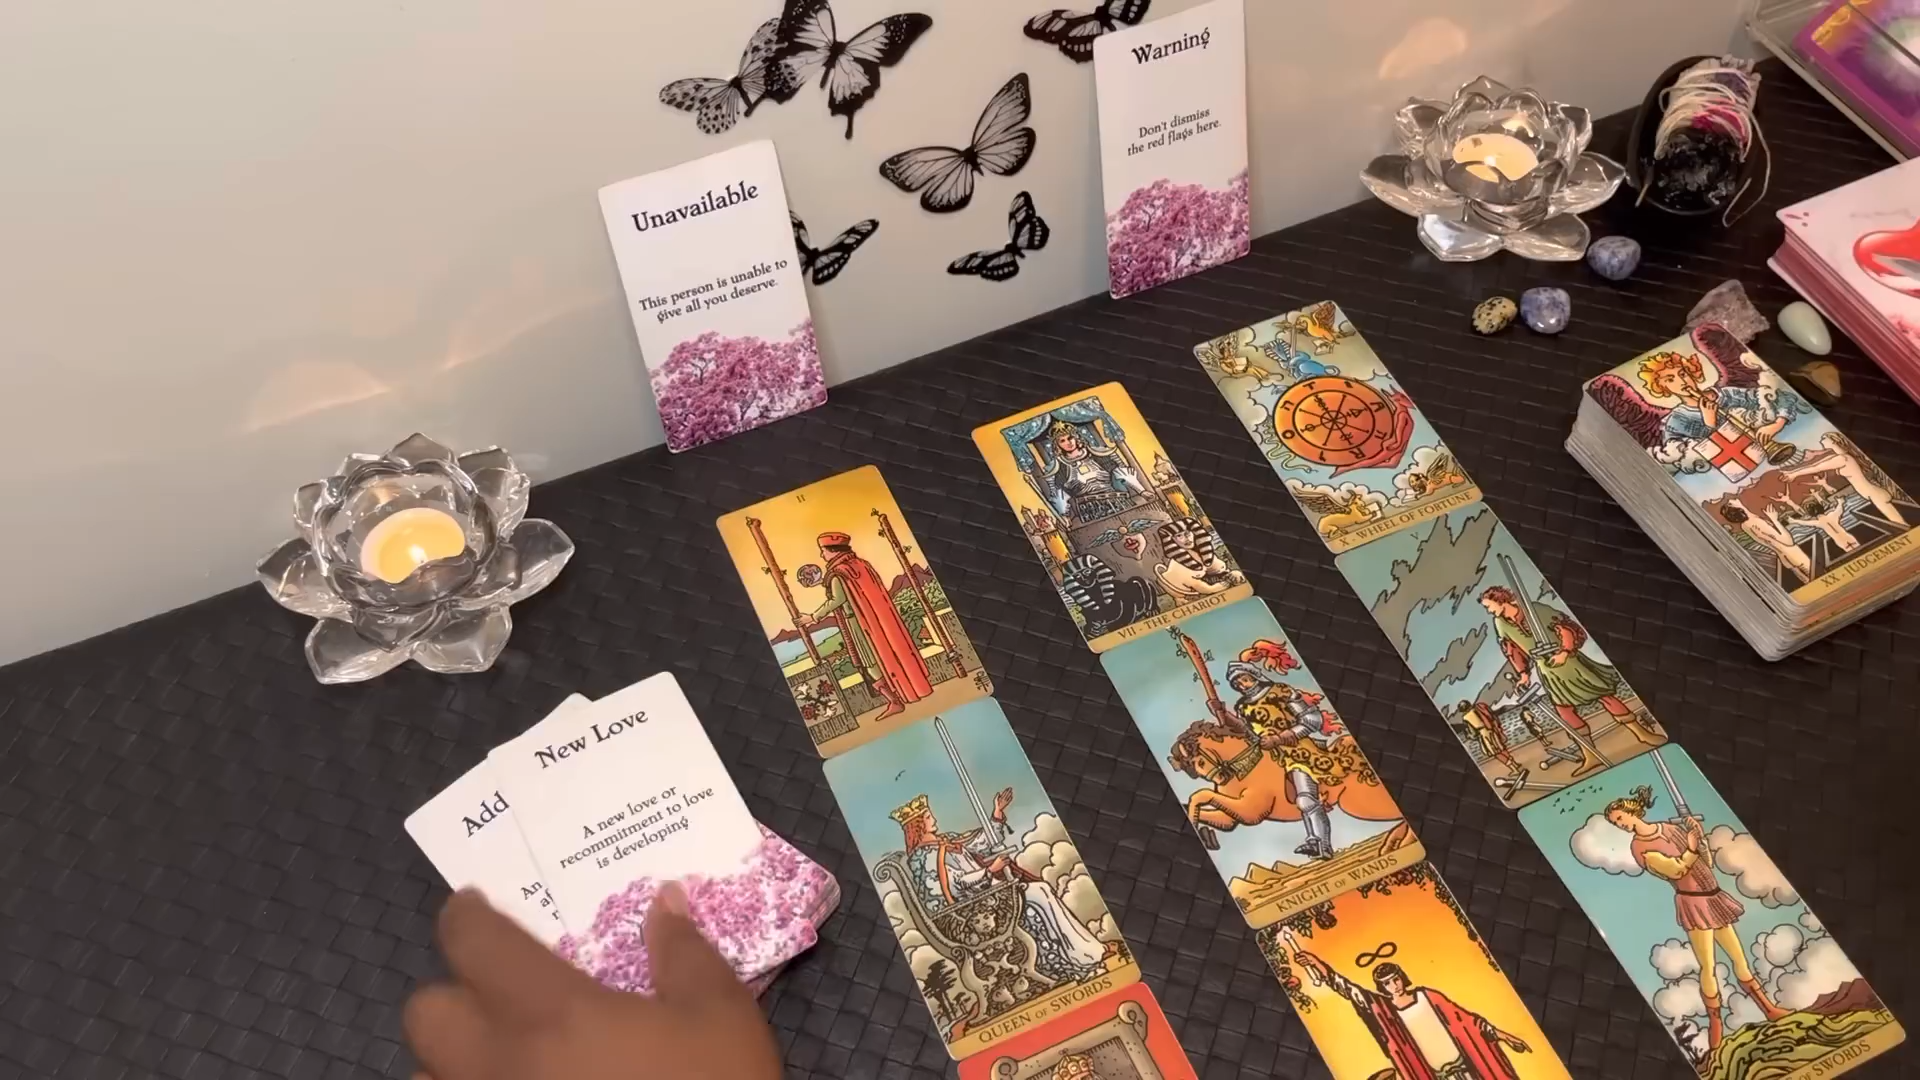 Warning
Don't dismiss
the red flags here.
Unavailable
This person is unable to
give all you deserve.
New Love
A new love or
recommitment to love
is developing
Add
An
II
VII - THE CHARIOT
X - WHEEL OF FORTUNE
V
XX - JUDGEMENT
QUEEN OF SWORDS
KNIGHT OF WANDS
OF SWORDS